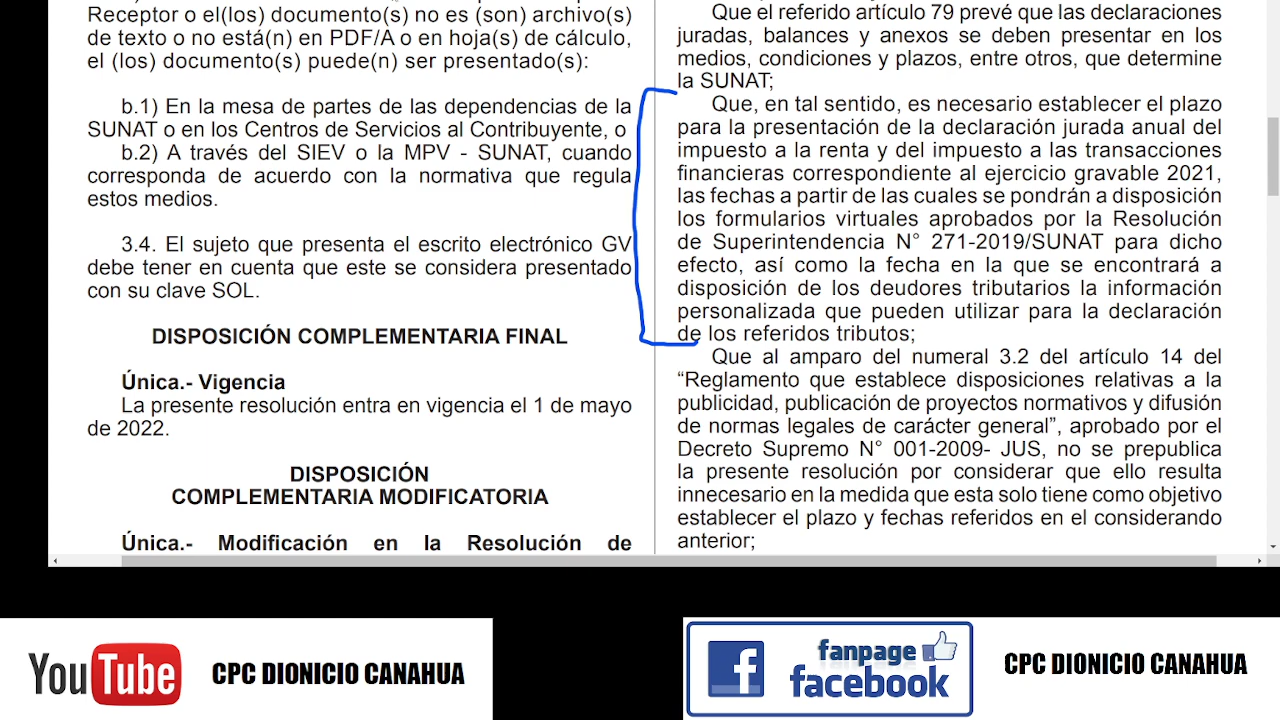 Receptor o el(los) documento(s) no es (son) archivo(s)
de texto o no está(n) en PDF/A o en hoja(s) de cálculo,
el (los) documento(s) puede(n) ser presentado(s):
b.1) En la mesa de partes de las dependencias de la
SUNAT o en los Centros de Servicios al Contribuyente, o
b.2) A través del SIEV o la MPV - SUNAT, cuando
corresponda de acuerdo con la normativa que regula
estos medios.
3.4. El sujeto que presenta el escrito electrónico GV
debe tener en cuenta que este se considera presentado
con su clave SOL.
DISPOSICIÓN COMPLEMENTARIA FINAL
Única.- Vigencia
La presente resolución entra en vigencia el 1 de mayo
de 2022.
DISPOSICIÓN
COMPLEMENTARIA MODIFICATORIA
Única.- Modificación en la Resolución de
Que el referido artículo 79 prevé que las declaraciones
juradas, balances y anexos se deben presentar en los
medios, condiciones y plazos, entre otros, que determine
la SUNAT;
Que, en tal sentido, es necesario establecer el plazo
para la presentación de la declaración jurada anual del
impuesto a la renta y del impuesto a las transacciones
financieras correspondiente al ejercicio gravable 2021,
las fechas a partir de las cuales se pondrán a disposición
los formularios virtuales aprobados por la Resolución
de Superintendencia N° 271-2019/SUNAT para dicho
efecto, así como la fecha en la que se encontrará a
disposición de los deudores tributarios la información
personalizada que pueden utilizar para la declaración
de los referidos tributos;
Que al amparo del numeral 3.2 del artículo 14 del
“Reglamento que establece disposiciones relativas a la
publicidad, publicación de proyectos normativos y difusión
de normas legales de carácter general”, aprobado por el
Decreto Supremo N° 001-2009- JUS, no se prepublica
la presente resolución por considerar que ello resulta
innecesario en la medida que esta solo tiene como objetivo
establecer el plazo y fechas referidos en el considerando
anterior;
YouTube
CPC DIONICIO CANAHUA
f
fanpage
facebook
CPC DIONICIO CANAHUA